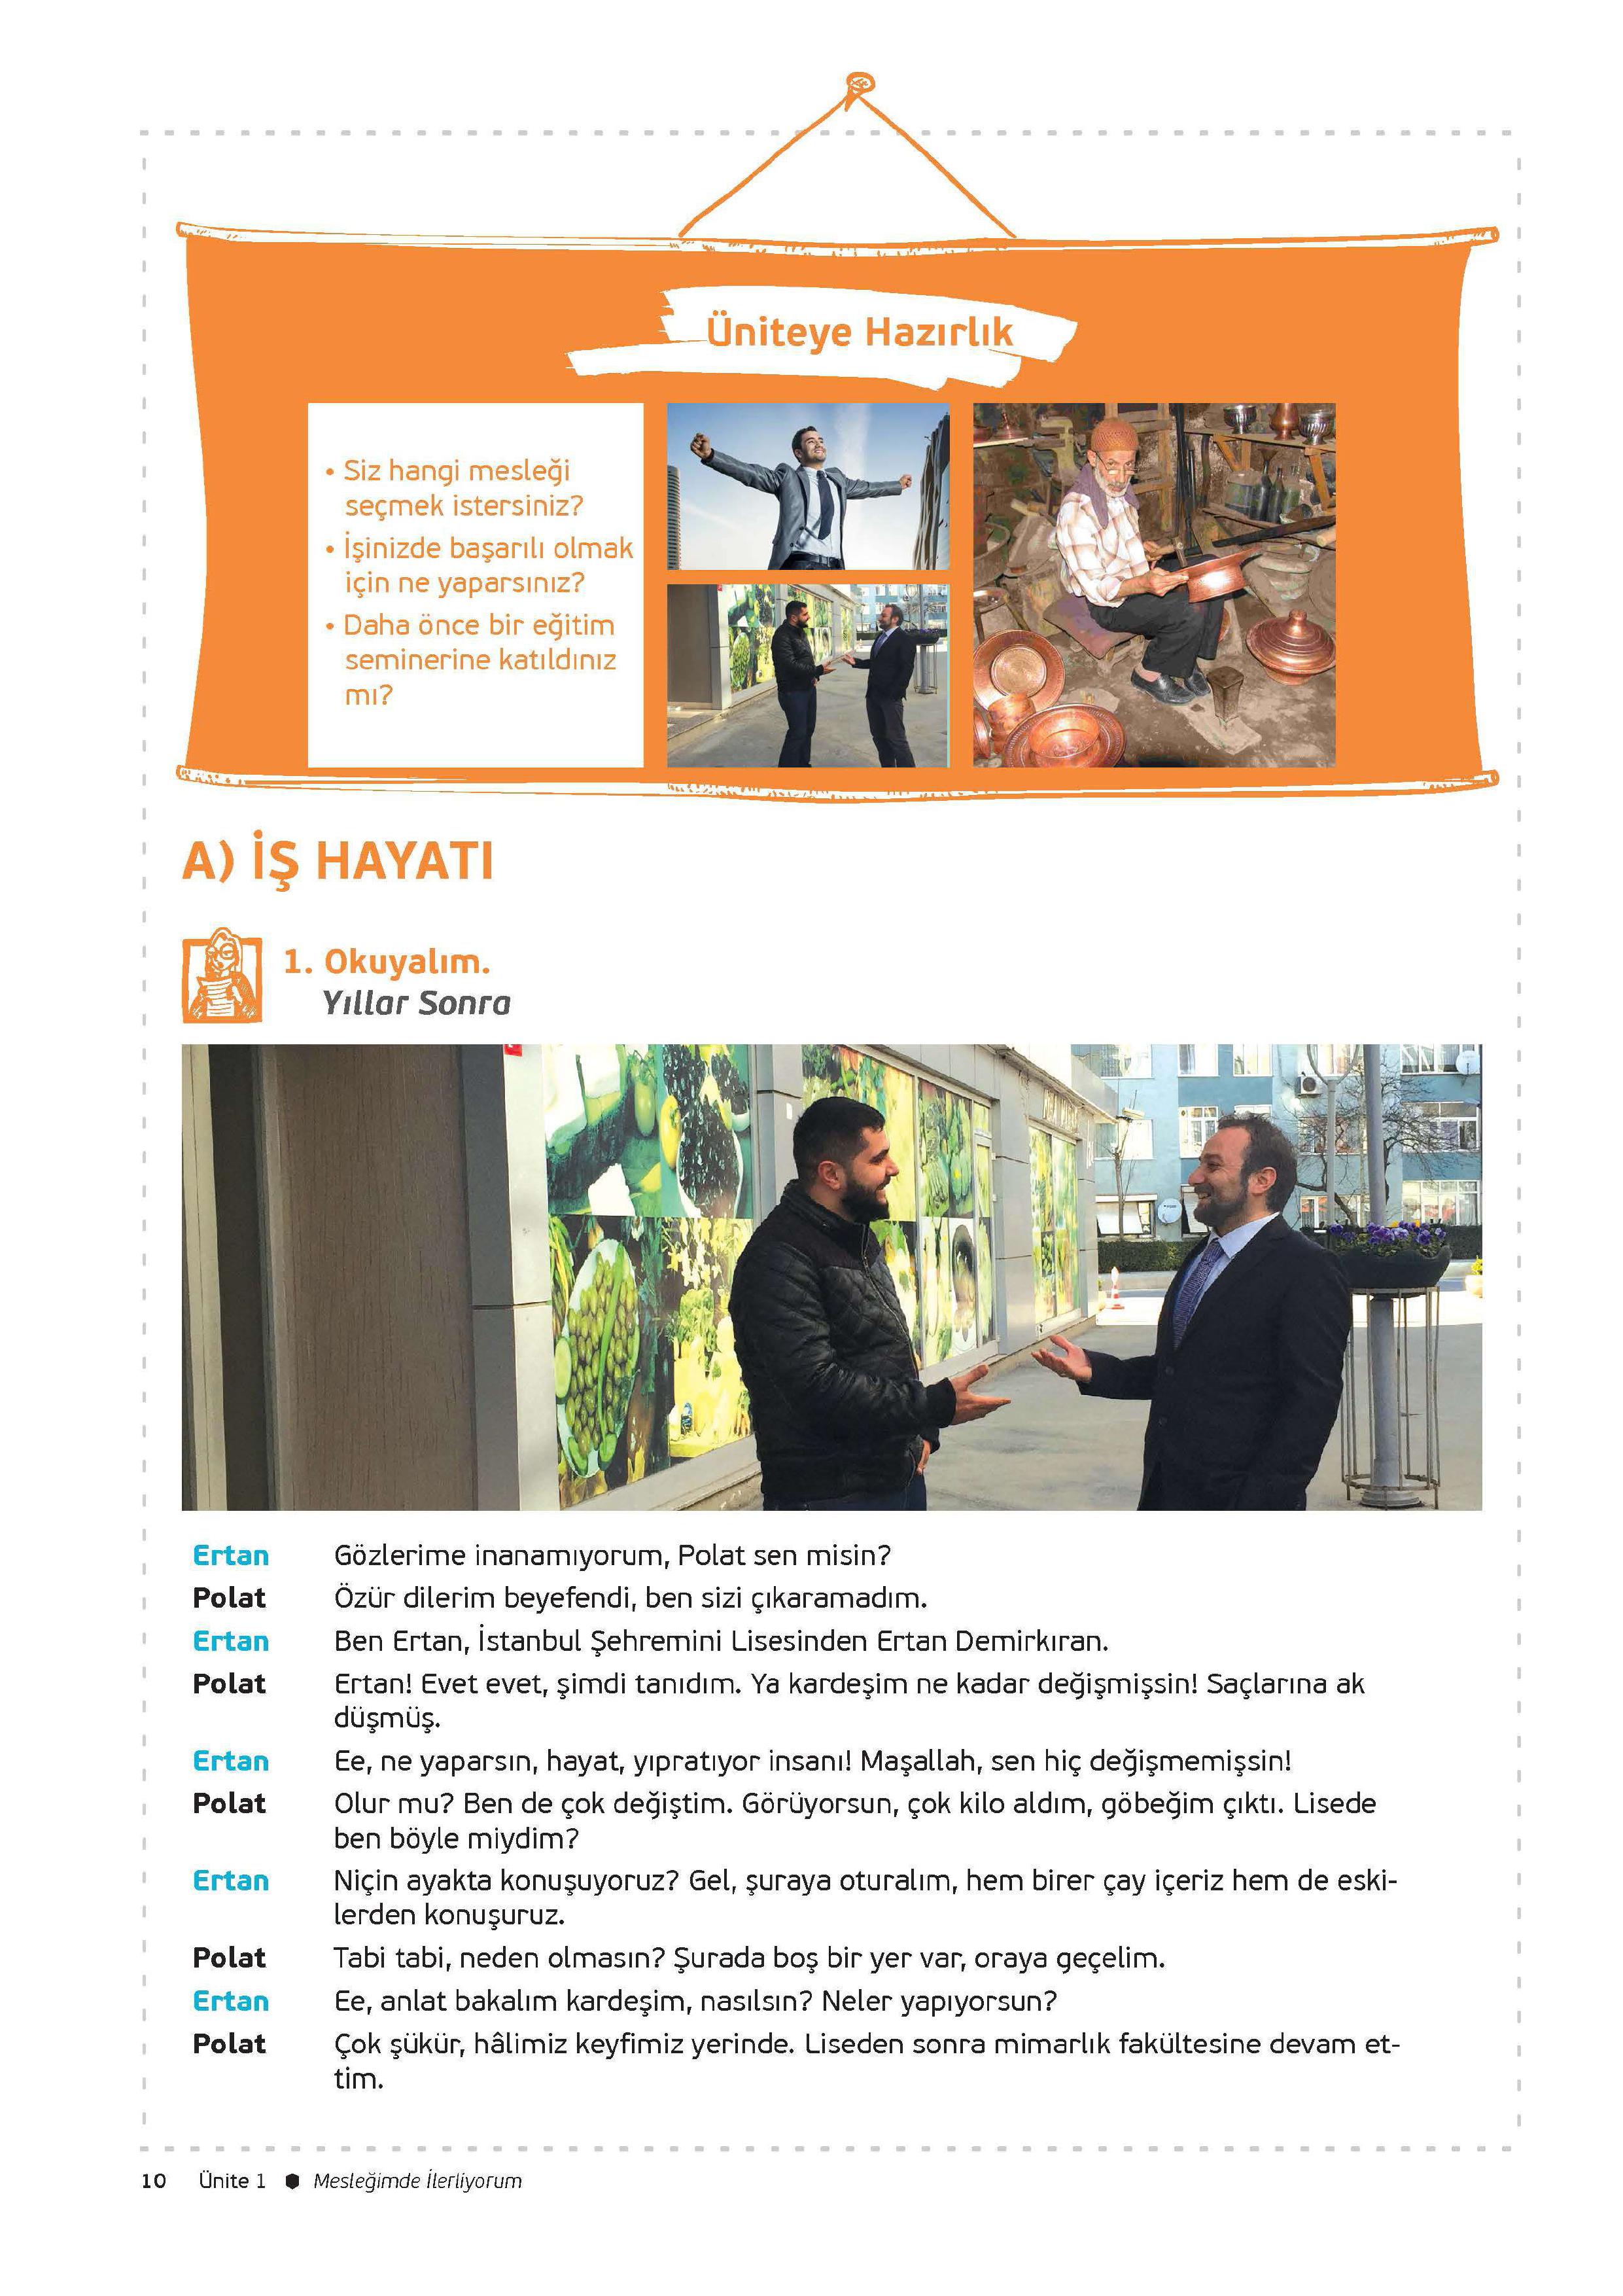 Üniteye Hazırlık
• Siz hangi mesleği
seçmek istersiniz?
• İşinizde başarılı olmak
için ne yaparsınız?
• Daha önce bir eğitim
seminerine katıldınız
mı?
A) İŞ HAYATI
1. Okuyalım.
Yıllar Sonra
Ertan Gözlerime inanamıyorum, Polat sen misin?
Polat Özür dilerim beyefendi, ben sizi çıkaramadım.
Ertan Ben Ertan, İstanbul Şehremini Lisesinden Ertan Demirkıran.
Polat Ertan! Evet evet, şimdi tanıdım. Ya kardeşim ne kadar değişmişsin! Saçlarına ak
düşmüş.
Ertan Ee, ne yaparsın, hayat, yıpratıyor insanı! Maşallah, sen hiç değişmemişsin!
Polat Olur mu? Ben de çok değiştim. Görüyorsun, çok kilo aldım, göbeğim çıktı. Lisede
ben böyle miydim?
Ertan Niçin ayakta konuşuyoruz? Gel, şuraya oturalım, hem birer çay içeriz hem de eski-
lerden konuşuruz.
Polat Tabi tabi, neden olmasın? Şurada boş bir yer var, oraya geçelim.
Ertan Ee, anlat bakalım kardeşim, nasılsın? Neler yapıyorsun?
Polat Çok şükür, hâlimiz keyfimiz yerinde. Liseden sonra mimarlık fakültesine devam et-
tim.
10 Ünite 1 Mesleğimde İlerliyorum